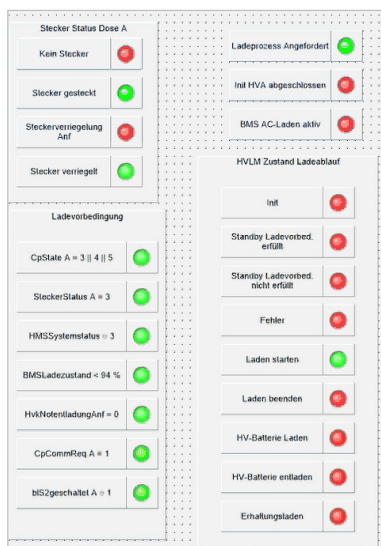 Stecker Status Dose A
Kein Stecker
Stecker gesteckt
Steckerverriegelung
Anf
Stecker verriegelt
Ladevorbedingung
CpState A = 3 || 4 || 5
SteckerStatus A = 3
HMSSystemstatus = 3
BMSLadezustand < 94 %
HvkNotentladungAnf = 0
CpCommReq A = 1
bIS2geschaltet A = 1
Ladeprozess Angefordert
Init HVA abgeschlossen
BMS AC-Laden aktiv
HVLM Zustand Ladeablauf
Init
Standby Ladevorbed.
erfüllt
Standby Ladevorbed.
nicht erfüllt
Fehler
Laden starten
Laden beenden
HV-Batterie Laden
HV-Batterie entladen
Erhaltungsladen